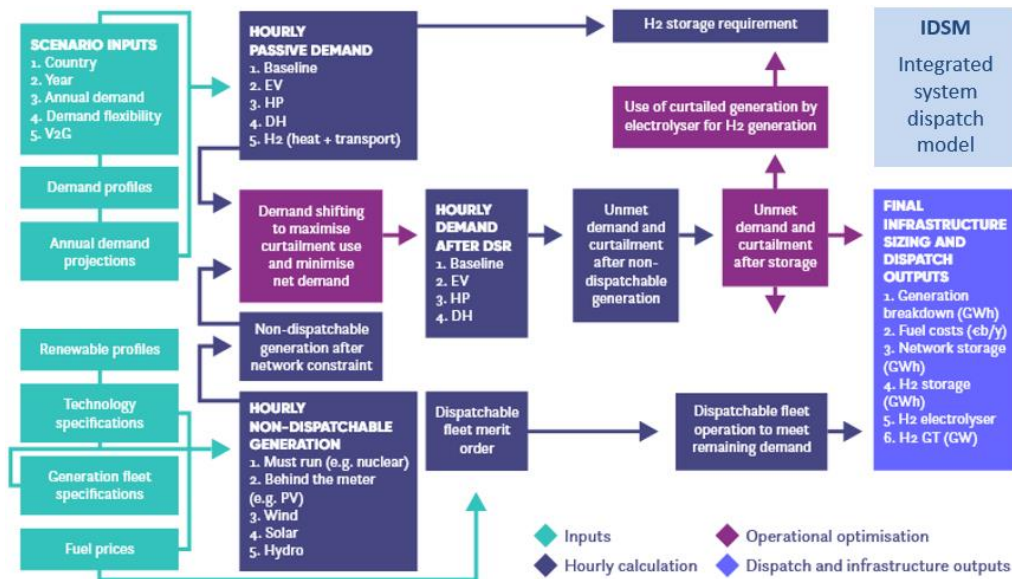 SCENARIO INPUTS
1. Country
2. Year
3. Annual demand
4. Demand flexibility
5. V2G
Demand profiles
Annual demand
projections
Renewable profiles
Technology
specifications
Generation fleet
specifications
Fuel prices
HOURLY
PASSIVE DEMAND
1. Baseline
2. EV
3. HP
4. DH
5. H2 (heat + transport)
Demand shifting
to maximise
curtailment use
and minimise
net demand
Non-dispatchable
generation after
network constraint
HOURLY
NON-DISPATCHABLE
GENERATION
1. Must run (e.g. nuclear)
2. Behind the meter
(e.g. PV)
3. Wind
4. Solar
5. Hydro
HOURLY
DEMAND
AFTER DSR
1. Baseline
2. EV
3. HP
4. DH
Dispatchable
fleet merit
order
Unmet
demand and
curtailment
after non-
dispatchable
generation
H2 storage requirement
Use of curtailed generation by
electrolyser for H2 generation
Unmet
demand and
curtailment
after storage
Dispatchable fleet
operation to meet
remaining demand
IDSM
Integrated
system
dispatch
model
FINAL
INFRASTRUCTURE
SIZING AND
DISPATCH
OUTPUTS
1. Generation
breakdown (GWh)
2. Fuel costs (€b/y)
3. Network storage
(GWh)
4. H2 storage
(GWh)
5. H2 electrolyser
6. H2 GT (GW)
Inputs
Operational optimisation
Hourly calculation
Dispatch and infrastructure outputs